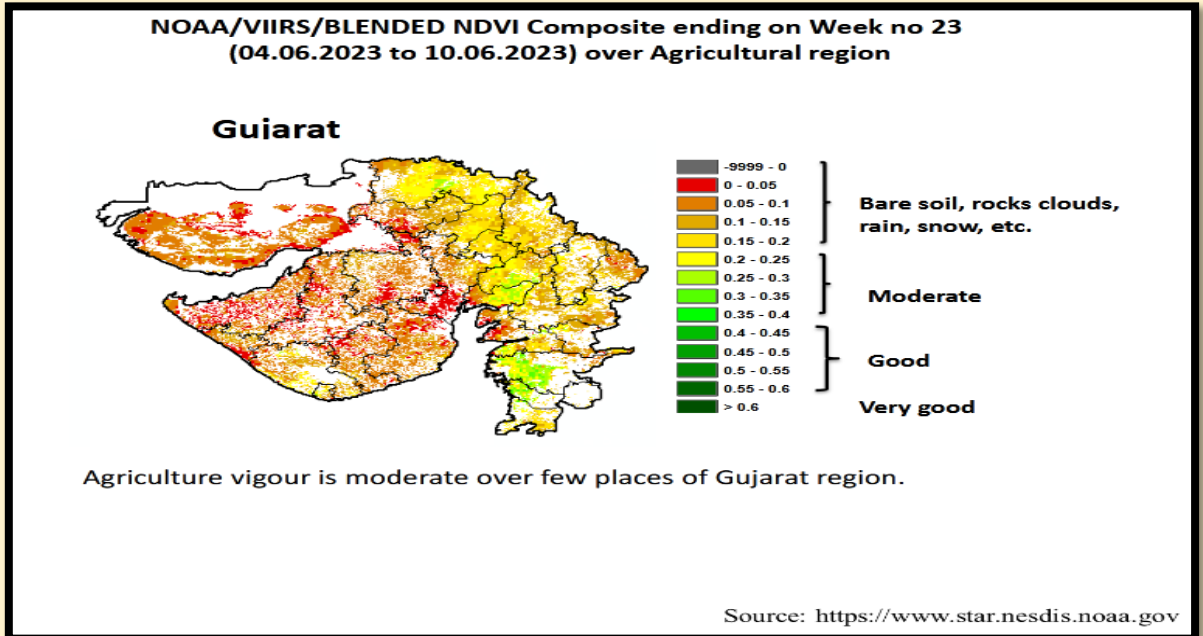 NOAA/VIIRS/BLENDED NDVI Composite ending on Week no 23
(04.06.2023 to 10.06.2023) over Agricultural region
Gujarat
-9999 - 0
0 - 0.05
0.05 - 0.1
0.1 - 0.15
0.15 - 0.2
0.2 - 0.25
0.25 - 0.3
0.3 - 0.35
0.35 - 0.4
0.4 - 0.45
0.45 - 0.5
0.5 - 0.55
0.55 - 0.6
> 0.6
Bare soil, rocks clouds,
rain, snow, etc.
Moderate
Good
Very good
Agriculture vigour is moderate over few places of Gujarat region.
Source: https://www.star.nesdis.noaa.gov